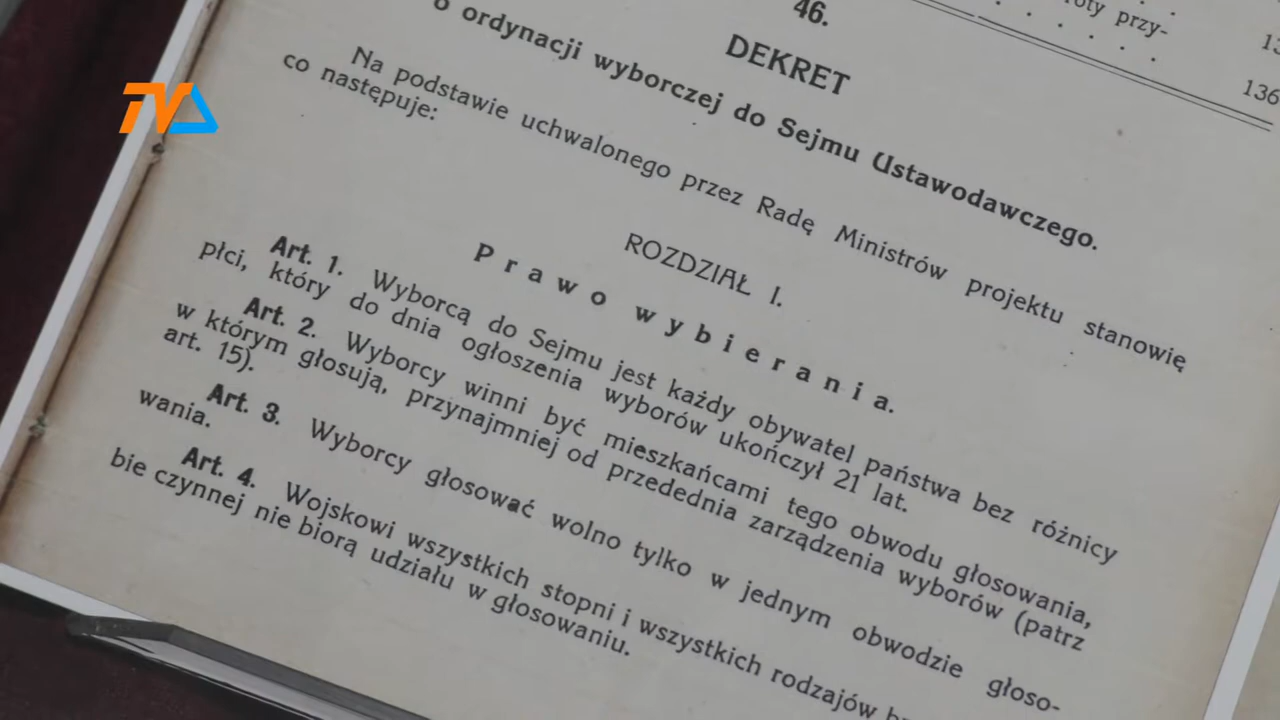 TVA
oty przy-
136
46.
DEKRET
o ordynacji wyborczej do Sejmu Ustawodawczego.
Na podstawie uchwalonego przez Radę Ministrów projektu stanowię
co następuje:
ROZDZIAŁ I.
Prawo wybierania.
Art. 1. Wyborcą do Sejmu jest każdy obywatel państwa bez różnicy
płci, który do dnia ogłoszenia wyborów ukończył 21 lat.
Art. 2. Wyborcy winni być mieszkańcami tego obwodu głosowania,
w którym głosują, przynajmniej od przedednia zarządzenia wyborów (patrz
art. 15).
Art. 3. Wyborcy głosować wolno tylko w jednym obwodzie głoso-
wania.
Art. 4. Wojskowi wszystkich stopni i wszystkich rodzajów
bie czynnej nie biorą udziału w głosowaniu.